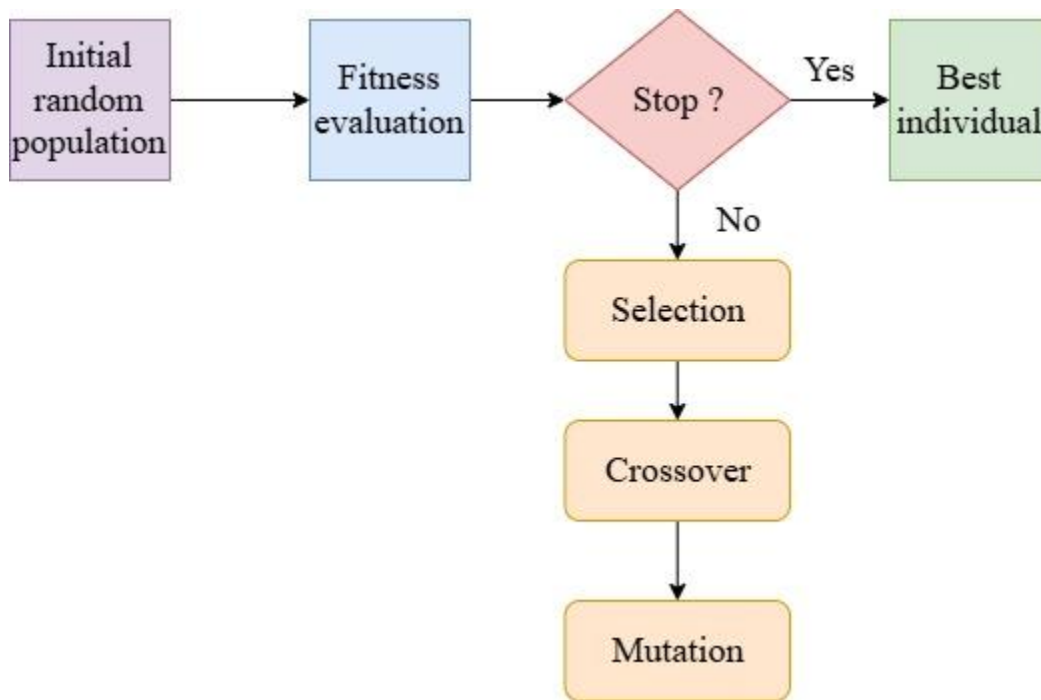 Initial
random
population
Fitness
evaluation
Stop ?
Yes
Best
individual
No
Selection
Crossover
Mutation